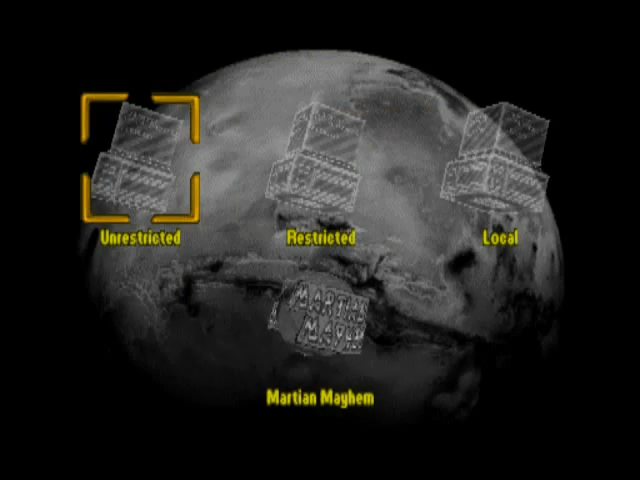 Unrestricted
Restricted
Local
MARTIAN
MAYHEM
Martian Mayhem